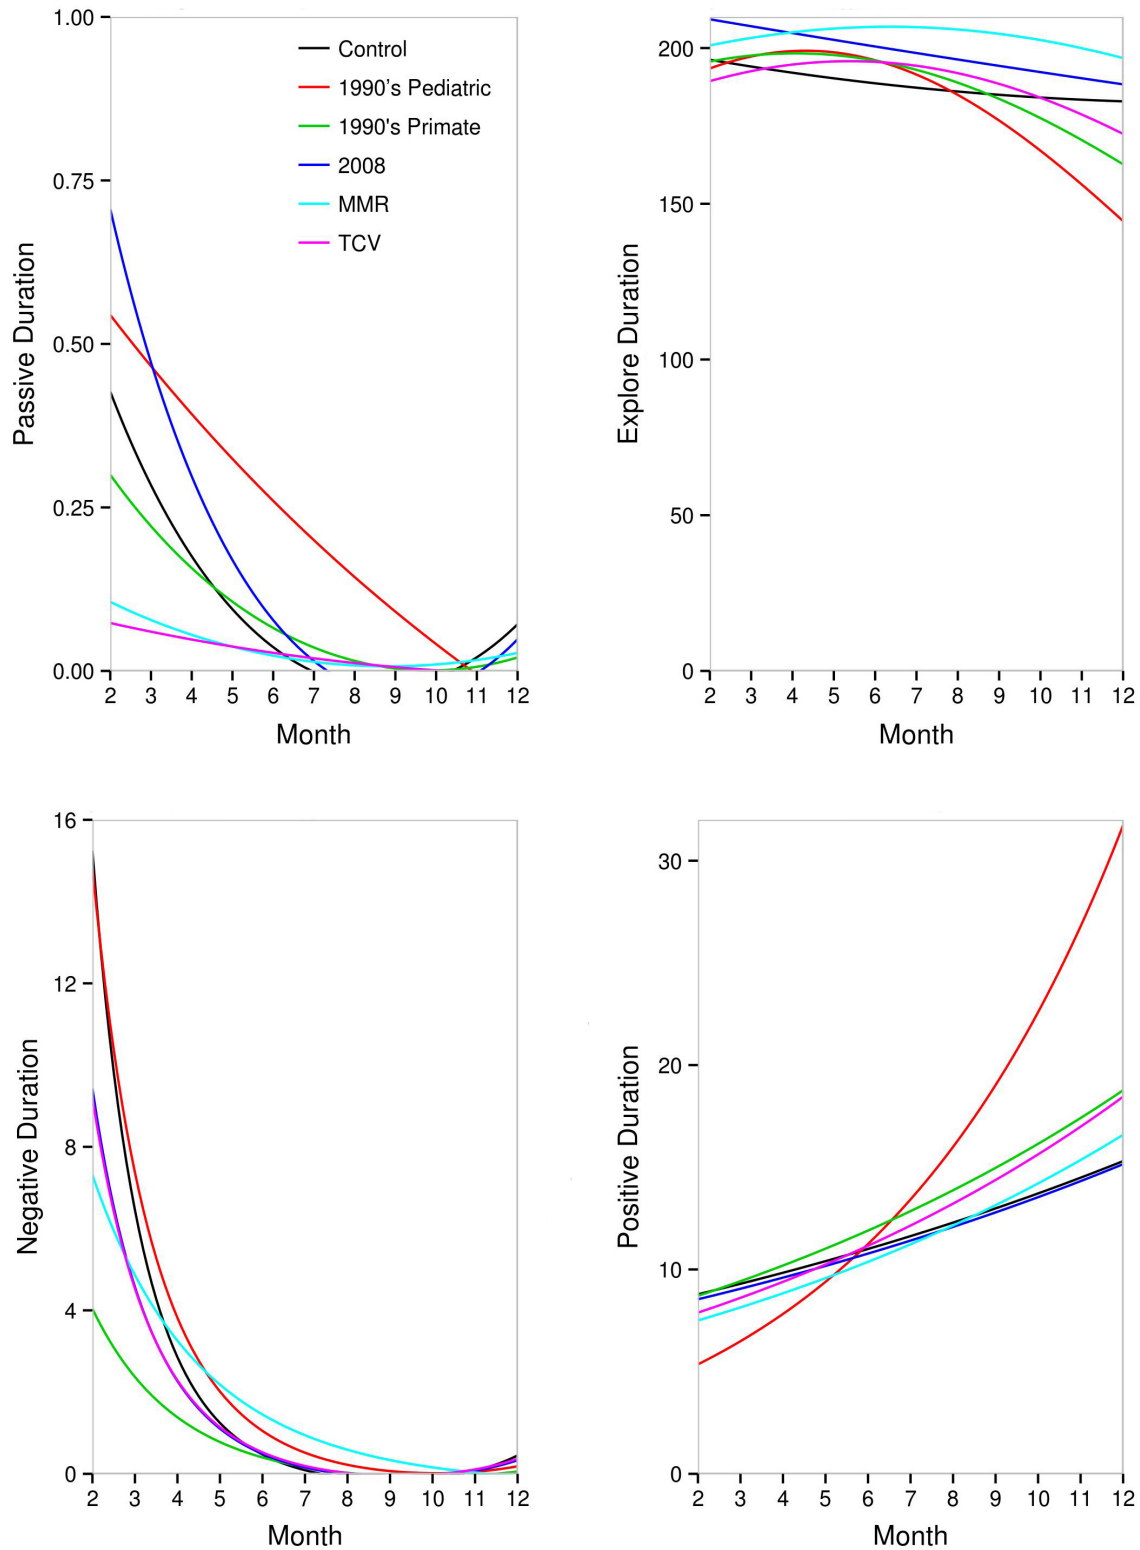 1.00
0.75
0.50
0.25
0.00
Passive Duration
Control
1990's Pediatric
1990's Primate
2008
MMR
TCV
2 3 4 5 6 7 8 9 10 11 12
Month
200
150
100
50
0
Explore Duration
2 3 4 5 6 7 8 9 10 11 12
Month
16
12
8
4
0
Negative Duration
2 3 4 5 6 7 8 9 10 11 12
Month
30
20
10
0
Positive Duration
2 3 4 5 6 7 8 9 10 11 12
Month